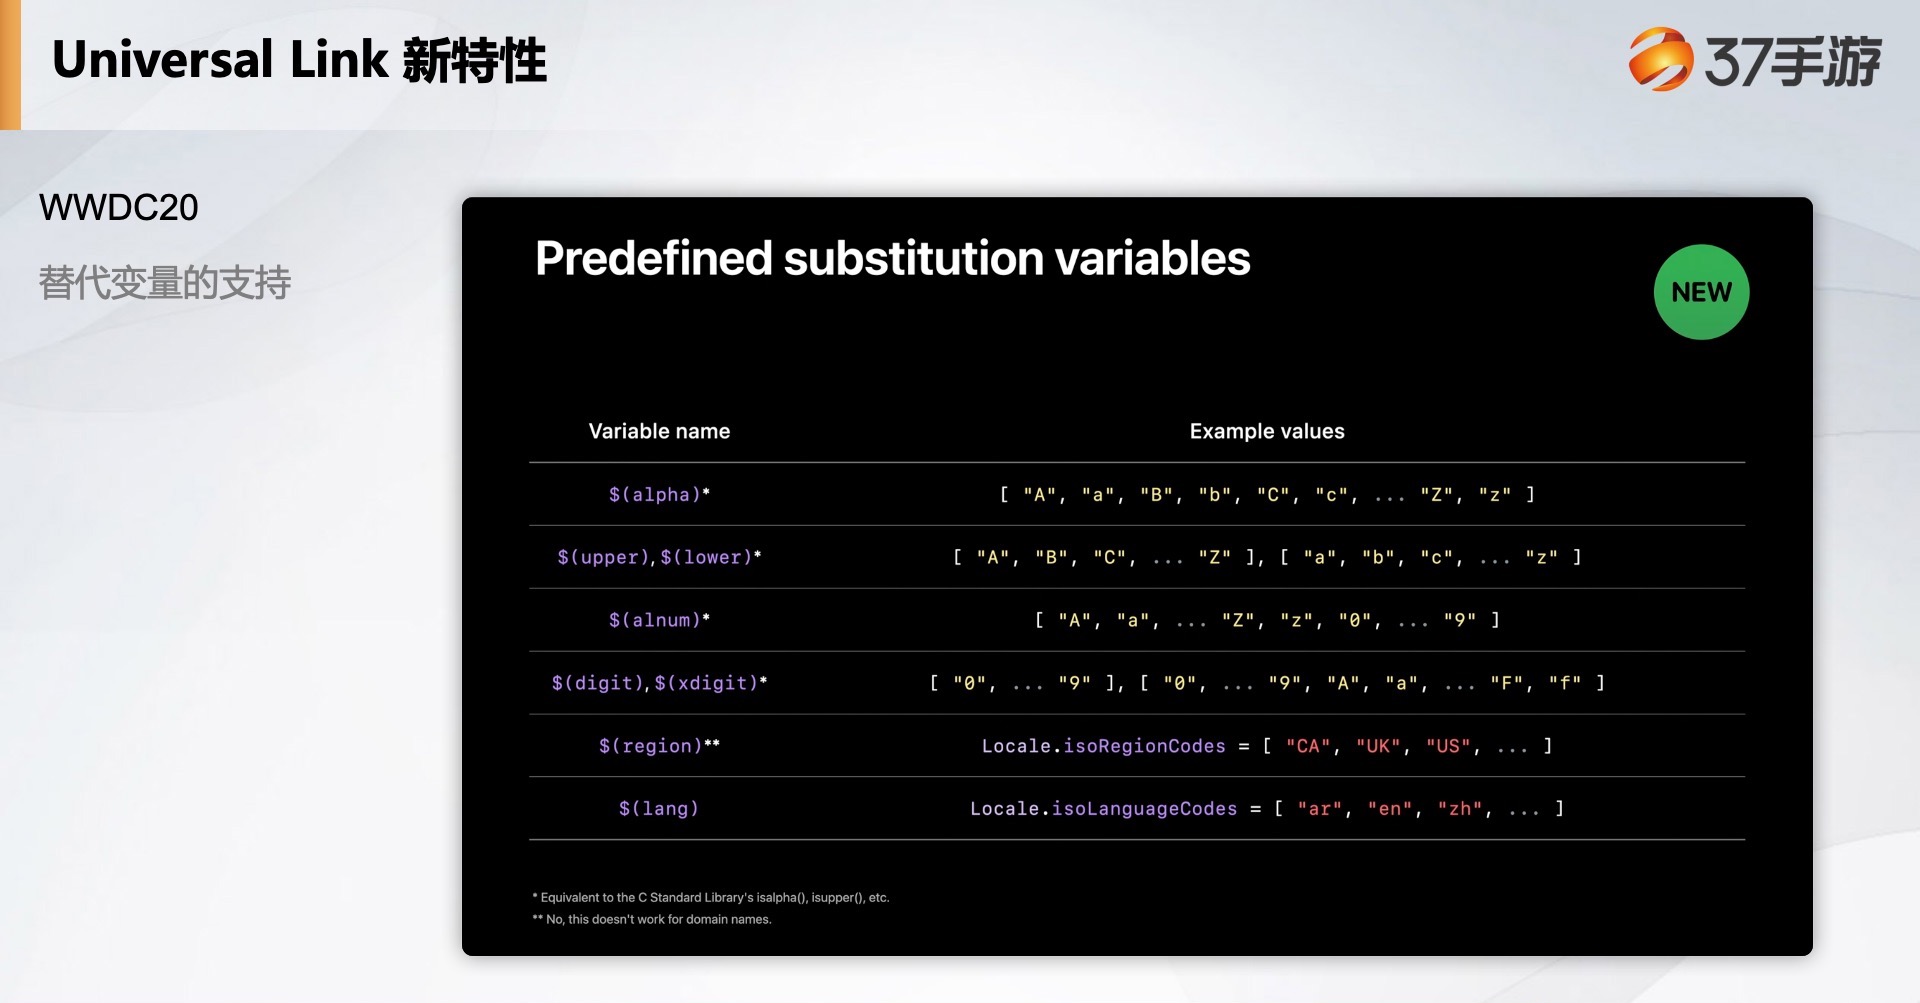 Universal Link 新特性
37手游
WWDC20
替代变量的支持
Predefined substitution variables
NEW
Variable name Example values
$(alpha)* [ "A", "a", "B", "b", "C", "c", ... "Z", "z" ]
$(upper),$(lower)* [ "A", "B", "C", ... "Z" ], [ "a", "b", "c", ... "z" ]
$(alnum)* [ "A", "a", ... "Z", "z", "0", ... "9" ]
$(digit),$(xdigit)* [ "0", ... "9" ], [ "0", ... "9", "A", "a", ... "F", "f" ]
$(region)** Locale.isoRegionCodes = [ "CA", "UK", "US", ... ]
$(lang) Locale.isoLanguageCodes = [ "ar", "en", "zh", ... ]
* Equivalent to the C Standard Library's isalpha(), isupper(), etc.
** No, this doesn't work for domain names.